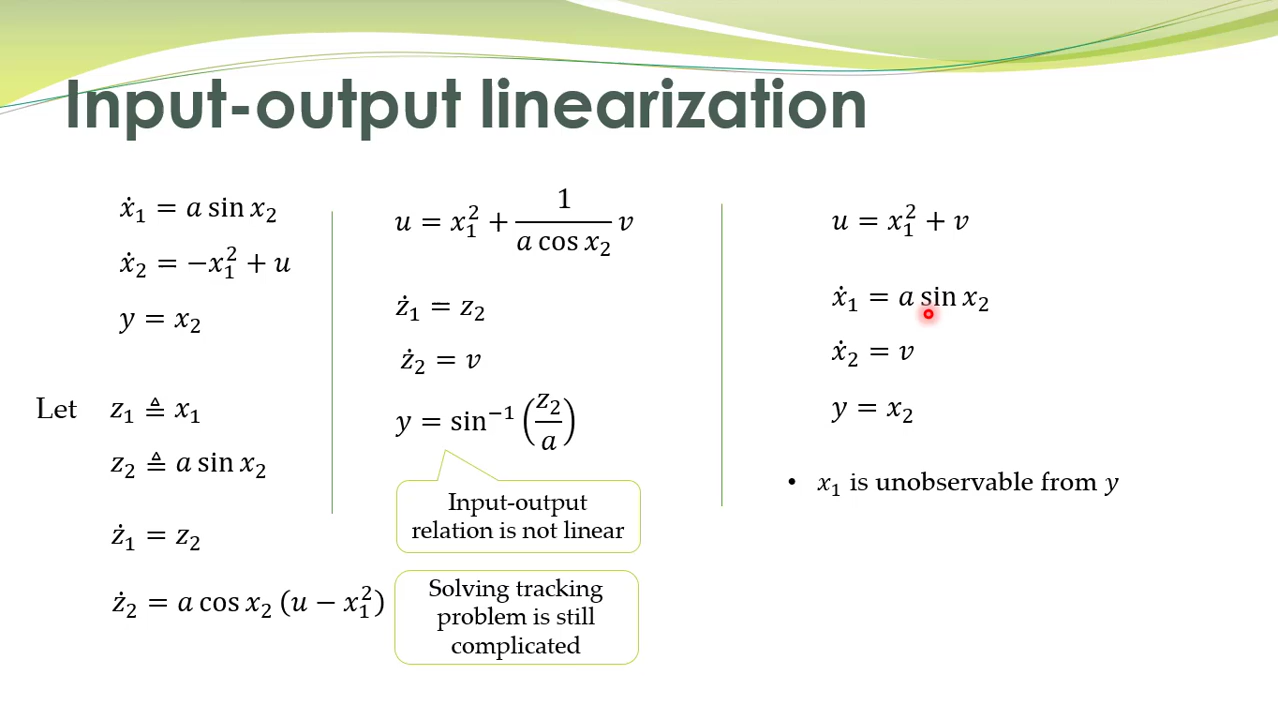 Input-output linearization
ẋ₁ = a sin x₂
ẋ₂ = −x₁² + u
y = x₂
Let z₁ ≜ x₁
z₂ ≜ a sin x₂
ż₁ = z₂
ż₂ = a cos x₂ (u − x₁²)
u = x₁² + \frac{1}{a cos x₂} v
ż₁ = z₂
ż₂ = v
y = sin⁻¹ (\frac{z₂}{a})
Input-output
relation is not linear
Solving tracking
problem is still
complicated
u = x₁² + v
ẋ₁ = a sin x₂
ẋ₂ = v
y = x₂
• x₁ is unobservable from y